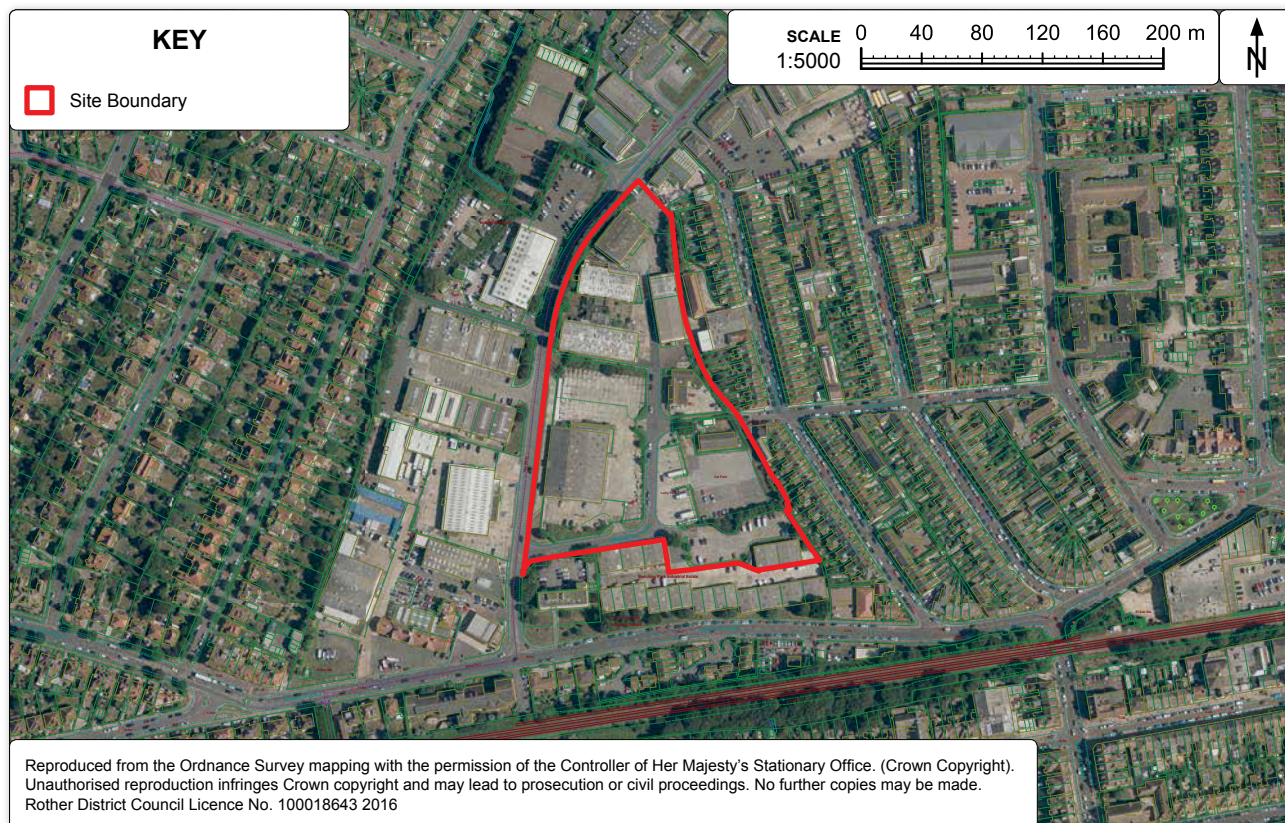 KEY
Site Boundary
SCALE 0 40 80 120 160 200 m
1:5000
N
Car Park
Reproduced from the Ordnance Survey mapping with the permission of the Controller of Her Majesty's Stationary Office. (Crown Copyright).
Unauthorised reproduction infringes Crown copyright and may lead to prosecution or civil proceedings. No further copies may be made.
Rother District Council Licence No. 100018643 2016